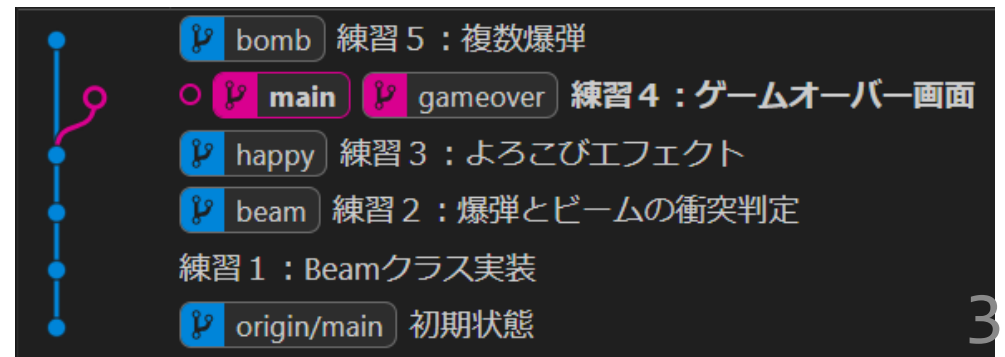 bomb 練習５：複数爆弾
main gameover 練習４：ゲームオーバー画面
happy 練習３：よろこびエフェクト
beam 練習２：爆弾とビームの衝突判定
練習１：Beamクラス実装
origin/main 初期状態
3